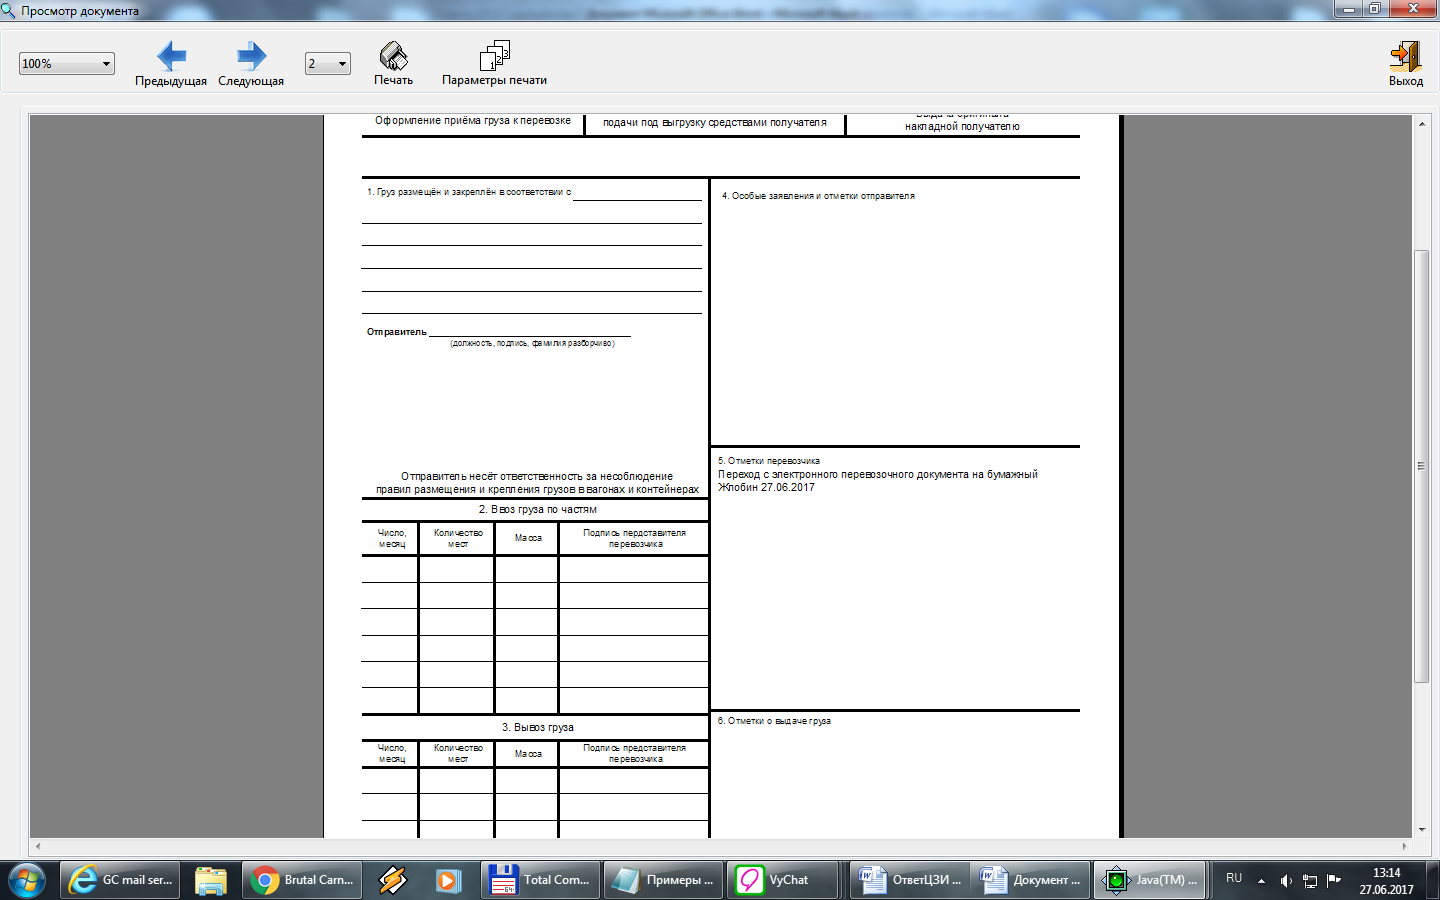 Просмотр документа
100%
Предыдущая
Следующая
2
Печать
Параметры печати
Выход
Оформление приёма груза к перевозке
подачи под выгрузку средствами получателя
накладной получателю
1. Груз размещён и закреплён в соответствии с
Отправитель
(должность, подпись, фамилия разборчиво)
Отправитель несёт ответственность за несоблюдение
правил размещения и крепления грузов в вагонах и контейнерах
2. Ввоз груза по частям
Число,
месяц
Количество
мест
Масса
Подпись пердставителя
перевозчика
3. Вывоз груза
Число,
месяц
Количество
мест
Масса
Подпись представителя
перевозчика
4. Особые заявления и отметки отправителя
5. Отметки перевозчика
Переход с электронного перевозочного документа на бумажный
Жлобин 27.06.2017
6. Отметки о выдаче груза
GC mail ser...
Brutal Carn...
64
Total Com...
Примеры ...
VyChat
ОтветЦЗИ ...
Документ ...
Java(TM) ...
RU
13:14
27.06.2017